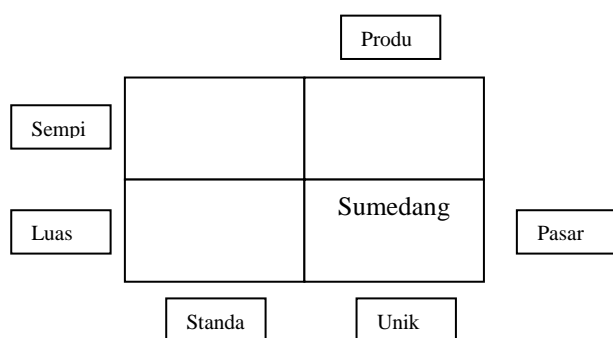 Produ
Sempi
Luas
Sumedang
Pasar
Standa
Unik